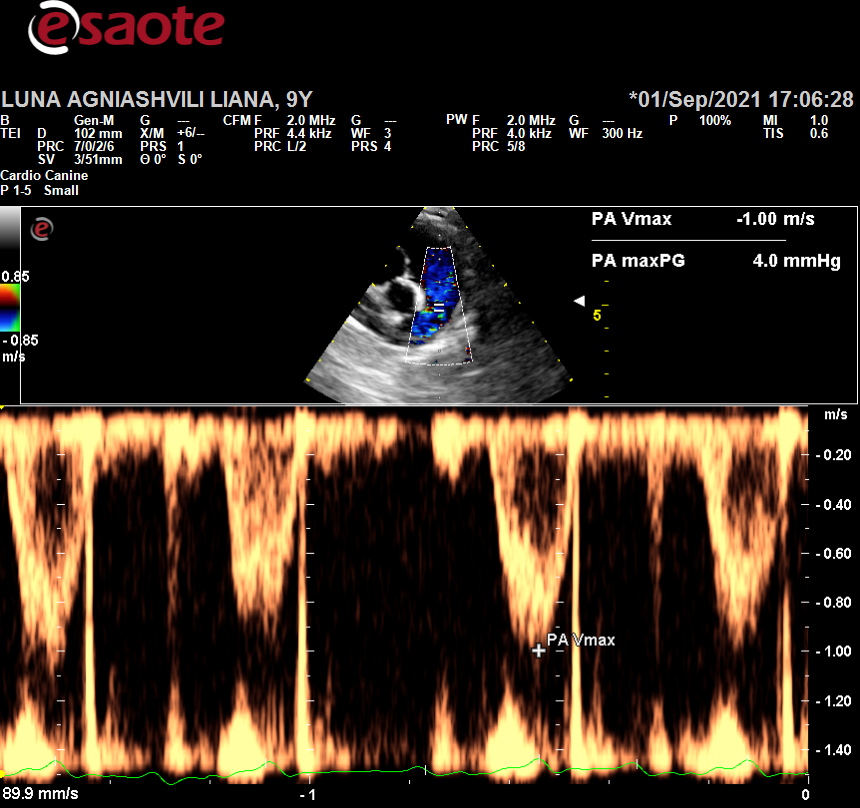 esaote
LUNA AGNIASHVILI LIANA, 9Y *01/Sep/2021 17:06:28
B Gen-M G --- CFM F 2.0 MHz G --- PW F 2.0 MHz G --- P 100% MI 1.0
TEI D 102 mm X/M +6/-- PRF 4.4 kHz WF 3 PRF 4.0 kHz WF 300 Hz TIS 0.6
PRC 7/0/2/6 PRS 1 PRC L/2 PRS 4 PRC 5/8
SV 3/51mm Θ 0° S 0°
Cardio Canine
P 1-5 Small
e
PA Vmax -1.00 m/s
PA maxPG 4.0 mmHg
0.85
-0.85
m/s
5
m/s
-0.20
-0.40
-0.60
-0.80
PA Vmax
-1.00
-1.20
-1.40
89.9 mm/s -1 0